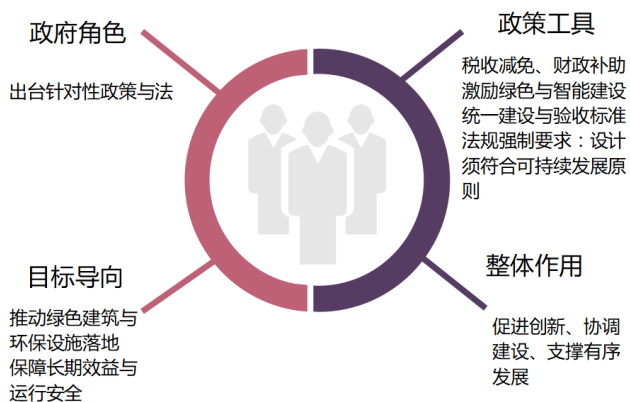 政府角色
出台针对性政策与法
政策工具
税收减免、财政补助
激励绿色与智能建设
统一建设与验收标准
法规强制要求：设计
须符合可持续发展原
则
目标导向
推动绿色建筑与
环保设施落地
保障长期效益与
运行安全
整体作用
促进创新、协调
建设、支撑有序
发展